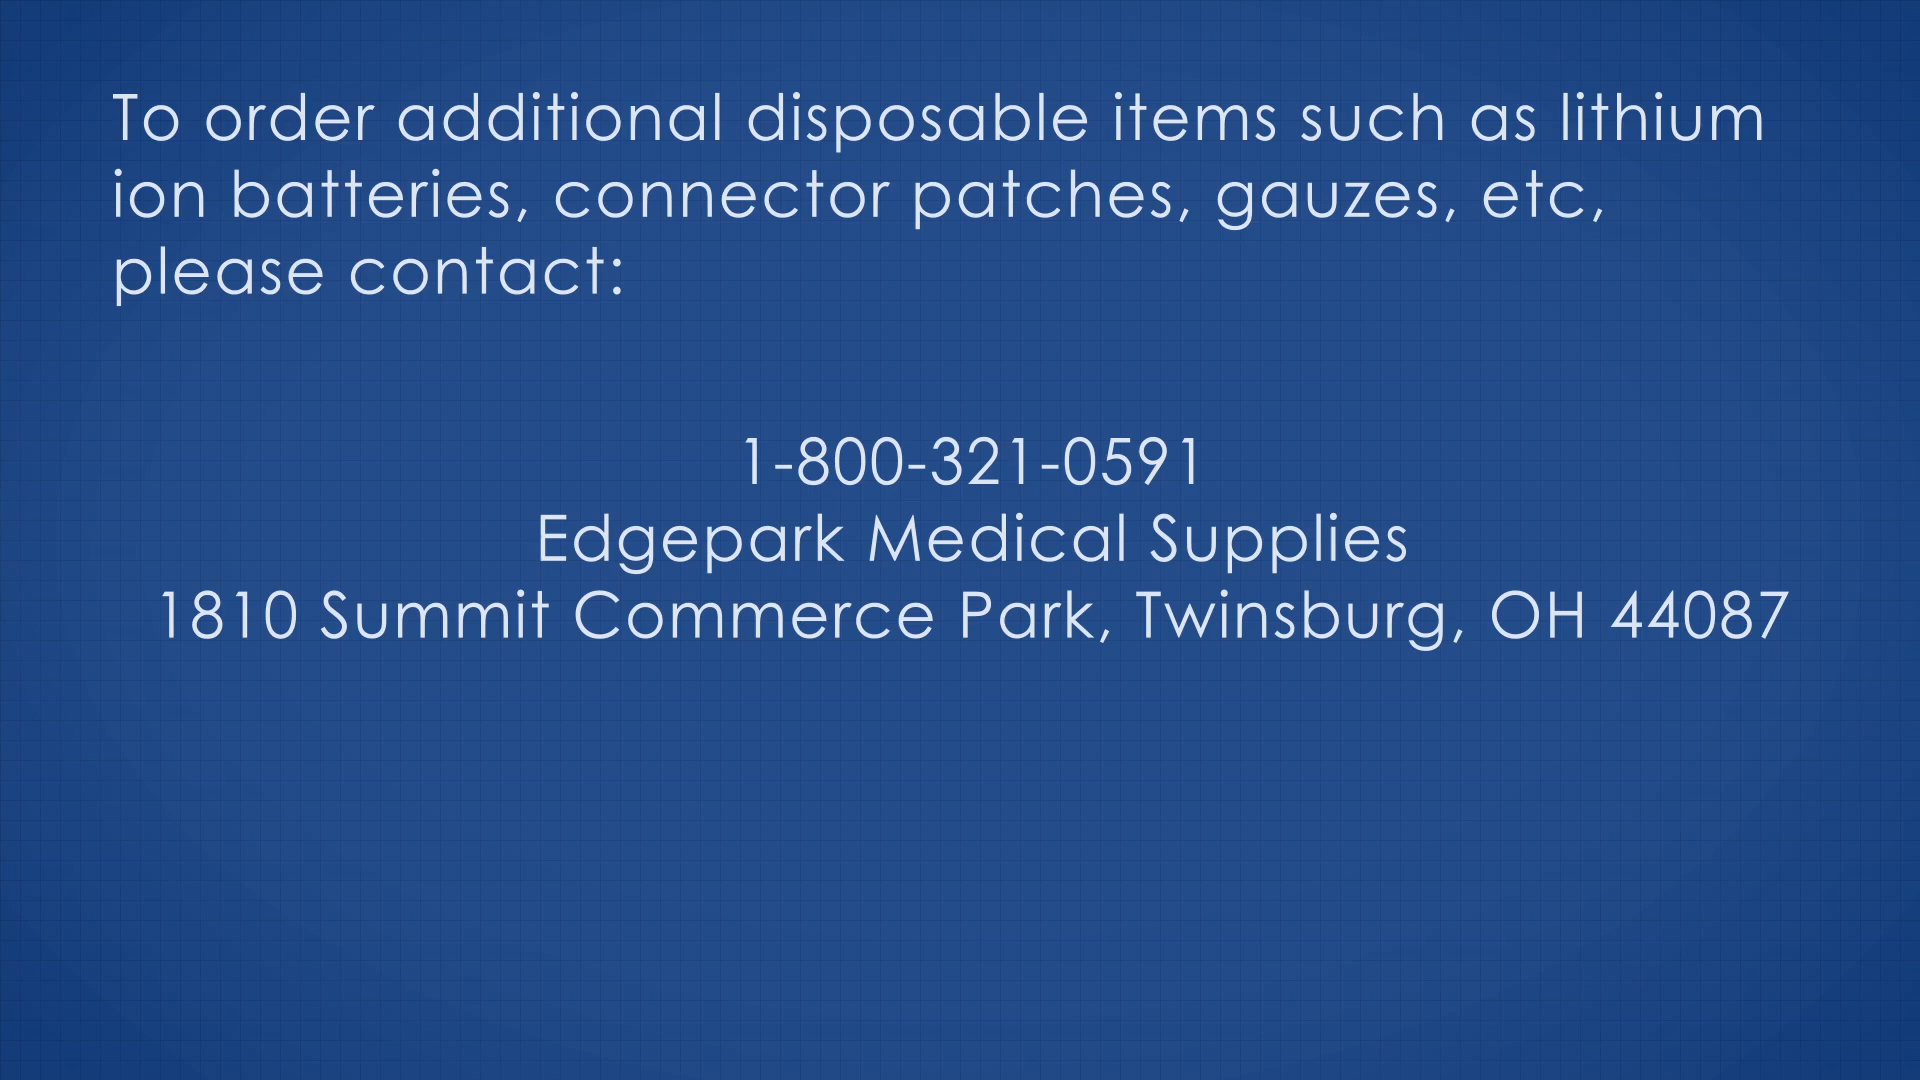 To order additional disposable items such as lithium
ion batteries, connector patches, gauzes, etc,
please contact:
1-800-321-0591
Edgepark Medical Supplies
1810 Summit Commerce Park, Twinsburg, OH 44087